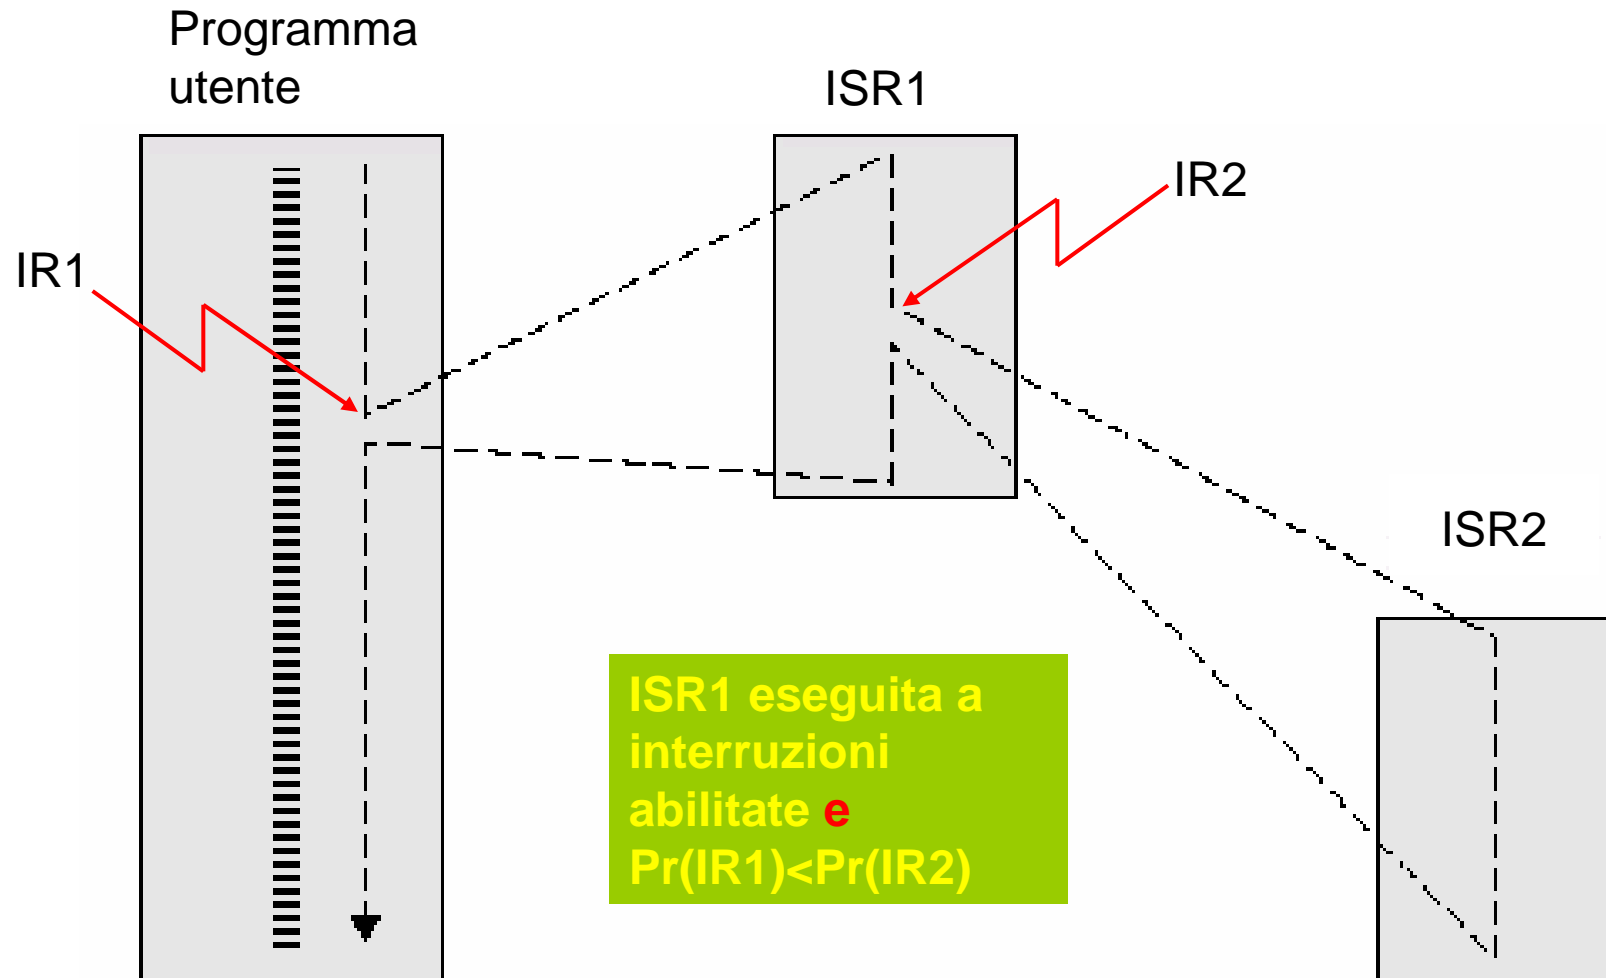 Programma
utente
ISR1
IR2
IR1
ISR2
ISR1 eseguita a
interruzioni
abilitate e
Pr(IR1)<Pr(IR2)